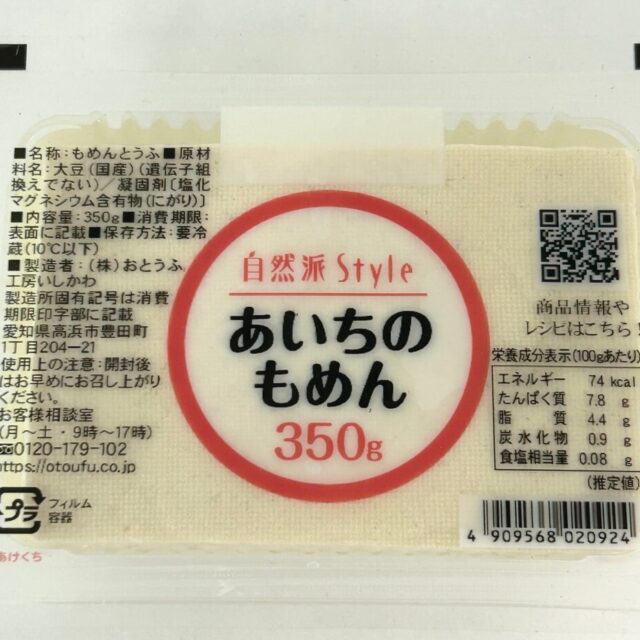 ■名称:もめんとうふ■原材
料名:大豆(国産)(遺伝子組
換えでない)/凝固剤〔塩化
マグネシウム含有物(にがり)〕
■内容量:350g■消費期限:
表面に記載■保存方法:要冷
蔵(10℃以下)
■製造者:(株)おとうふ
工房いしかわ
製造所固有記号は消費
期限印字部に記載
愛知県高浜市豊田町
1丁目204-21
使用上の注意:開封後
はお早めにお召し上がり
ください。
お客様相談室
(月〜土・9時〜17時)
0120-179-102
https://otoufu.co.jp
プラ
フィルム
容器
あけくち
自然派Style
あいちの
もめん
350g
商品情報や
レシピはこちら!
栄養成分表示(100gあたり)
エネルギー 74 kcal
たんぱく質 7.8 g
脂質 4.4 g
炭水化物 0.9 g
食塩相当量 0.08 g
(推定値)
4 909568 020924